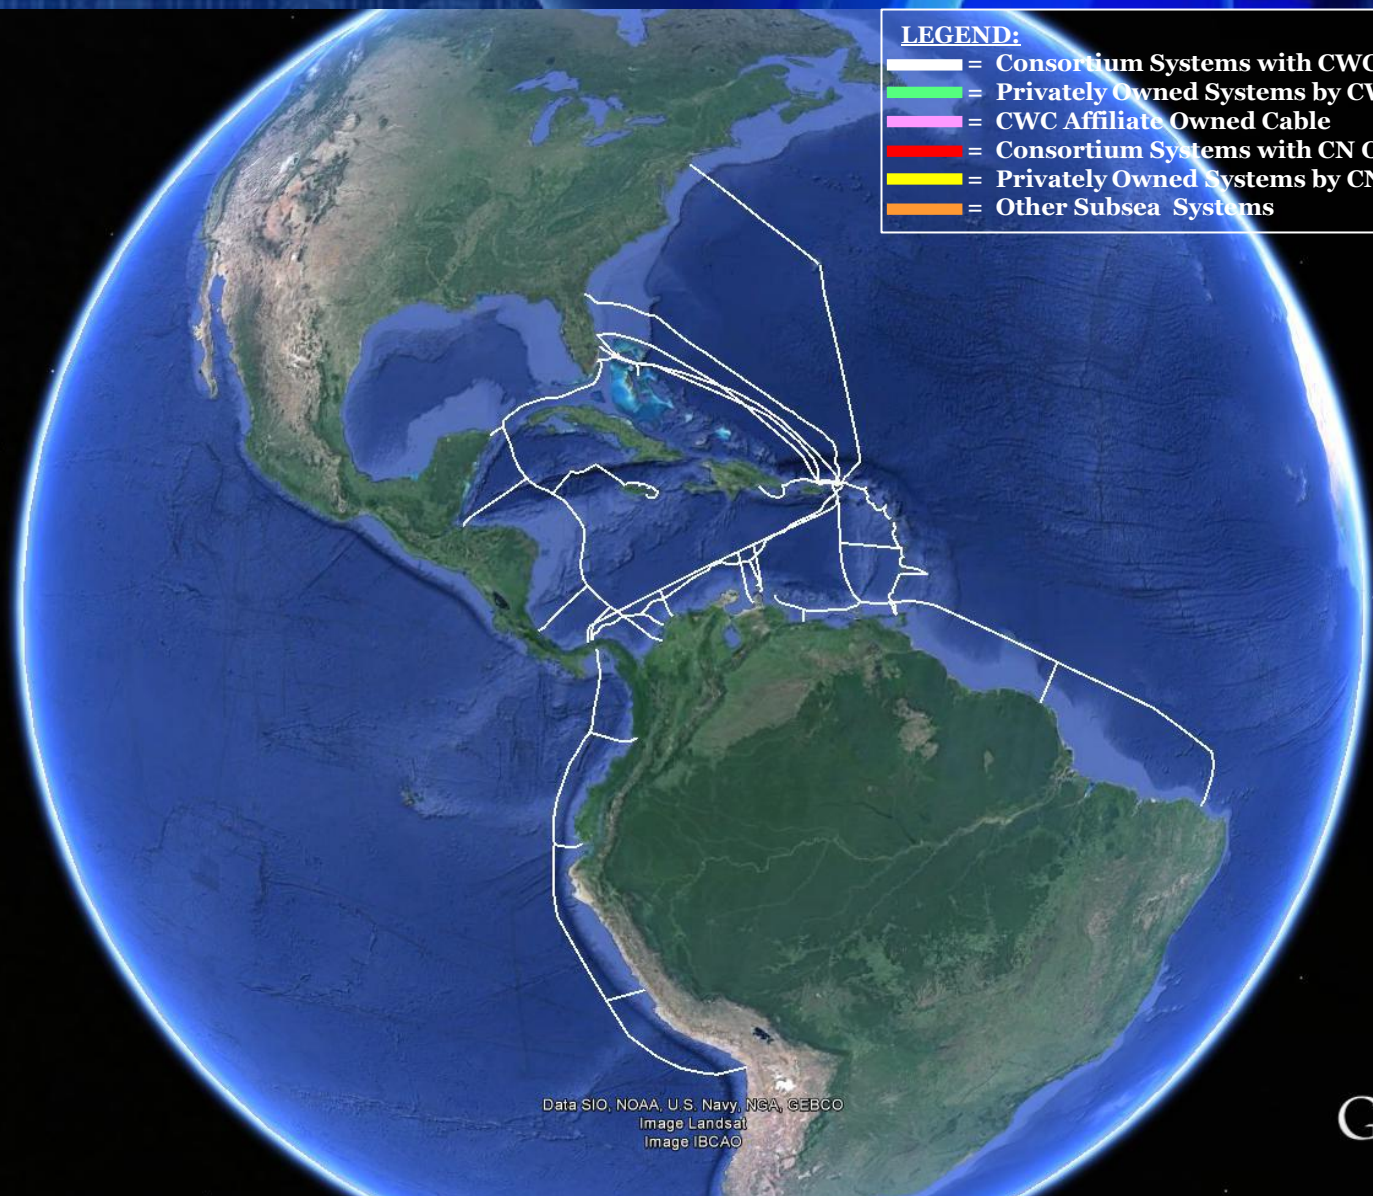 LEGEND:
= Consortium Systems with CWC
= Privately Owned Systems by
= CWC Affiliate Owned Cable
= Consortium Systems with CN
= Privately Owned Systems by CN
= Other Subsea Systems
Data SIO, NOAA, U.S. Navy, NGA, GEBCO
Image Landsat
Image IBCAO